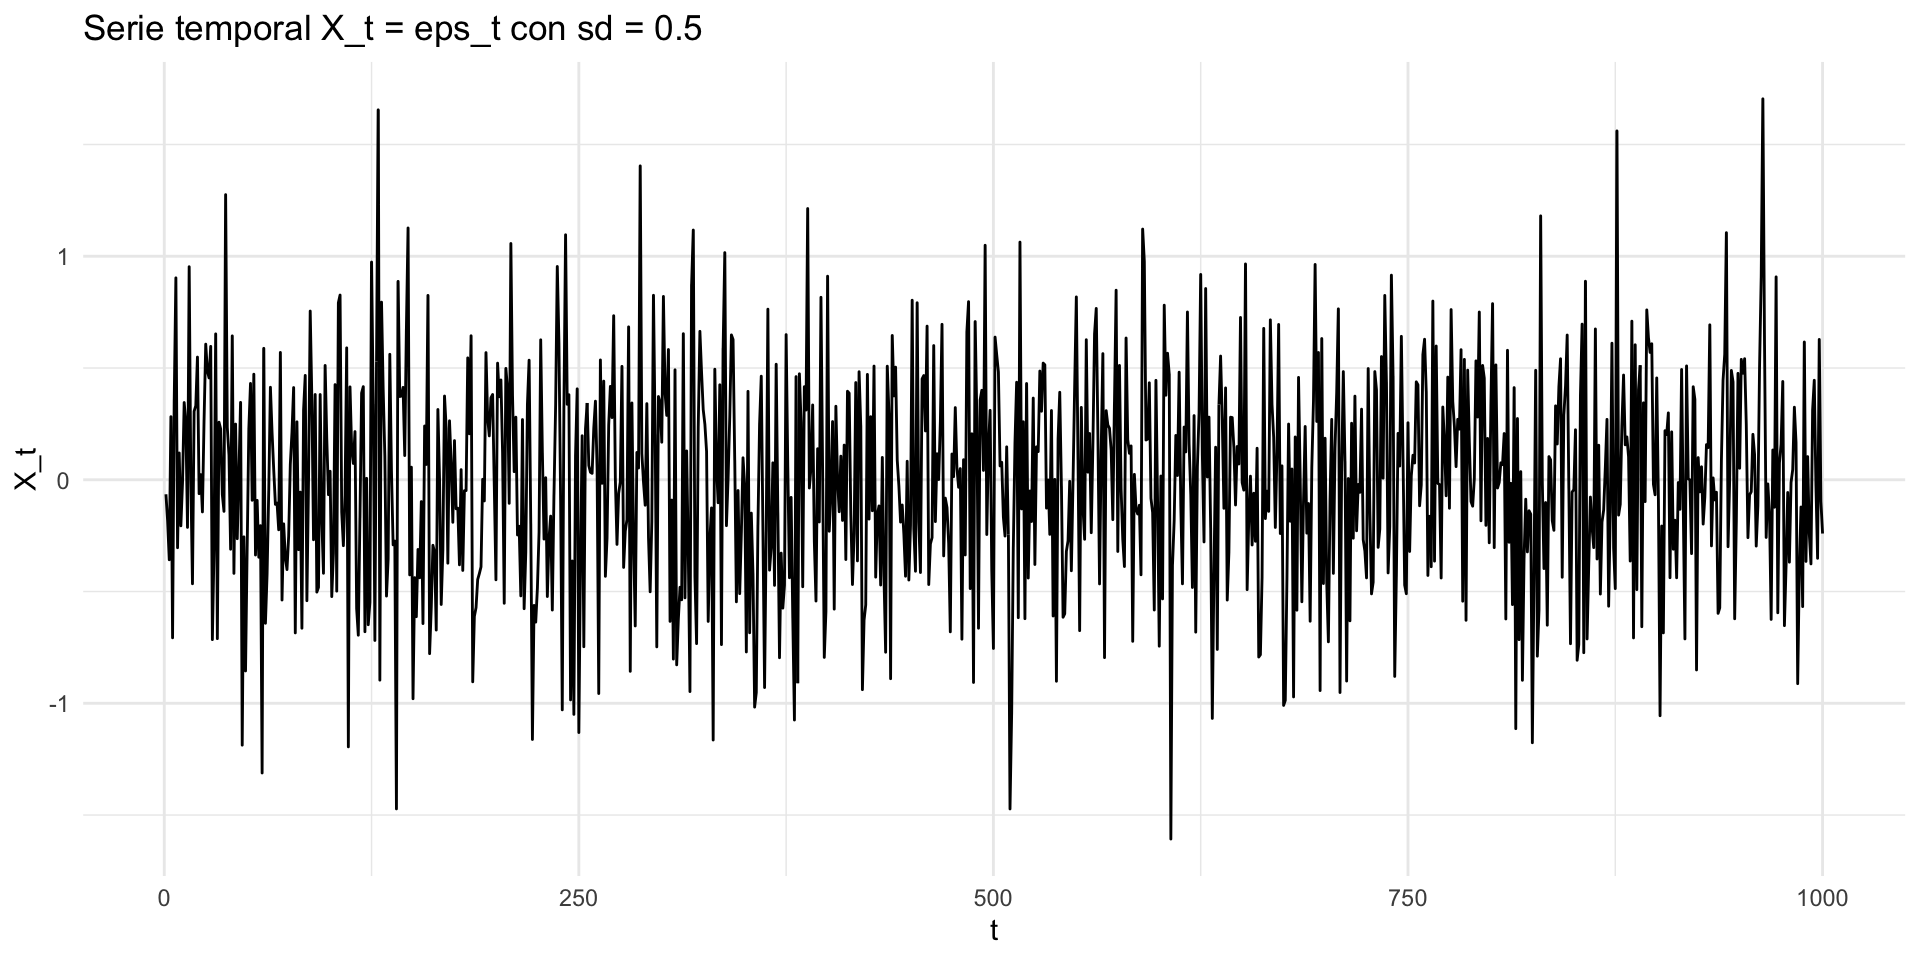 Serie temporal X_t = eps_t con sd = 0.5
X_t
1
0
-1
0 250 500 750 1000
t